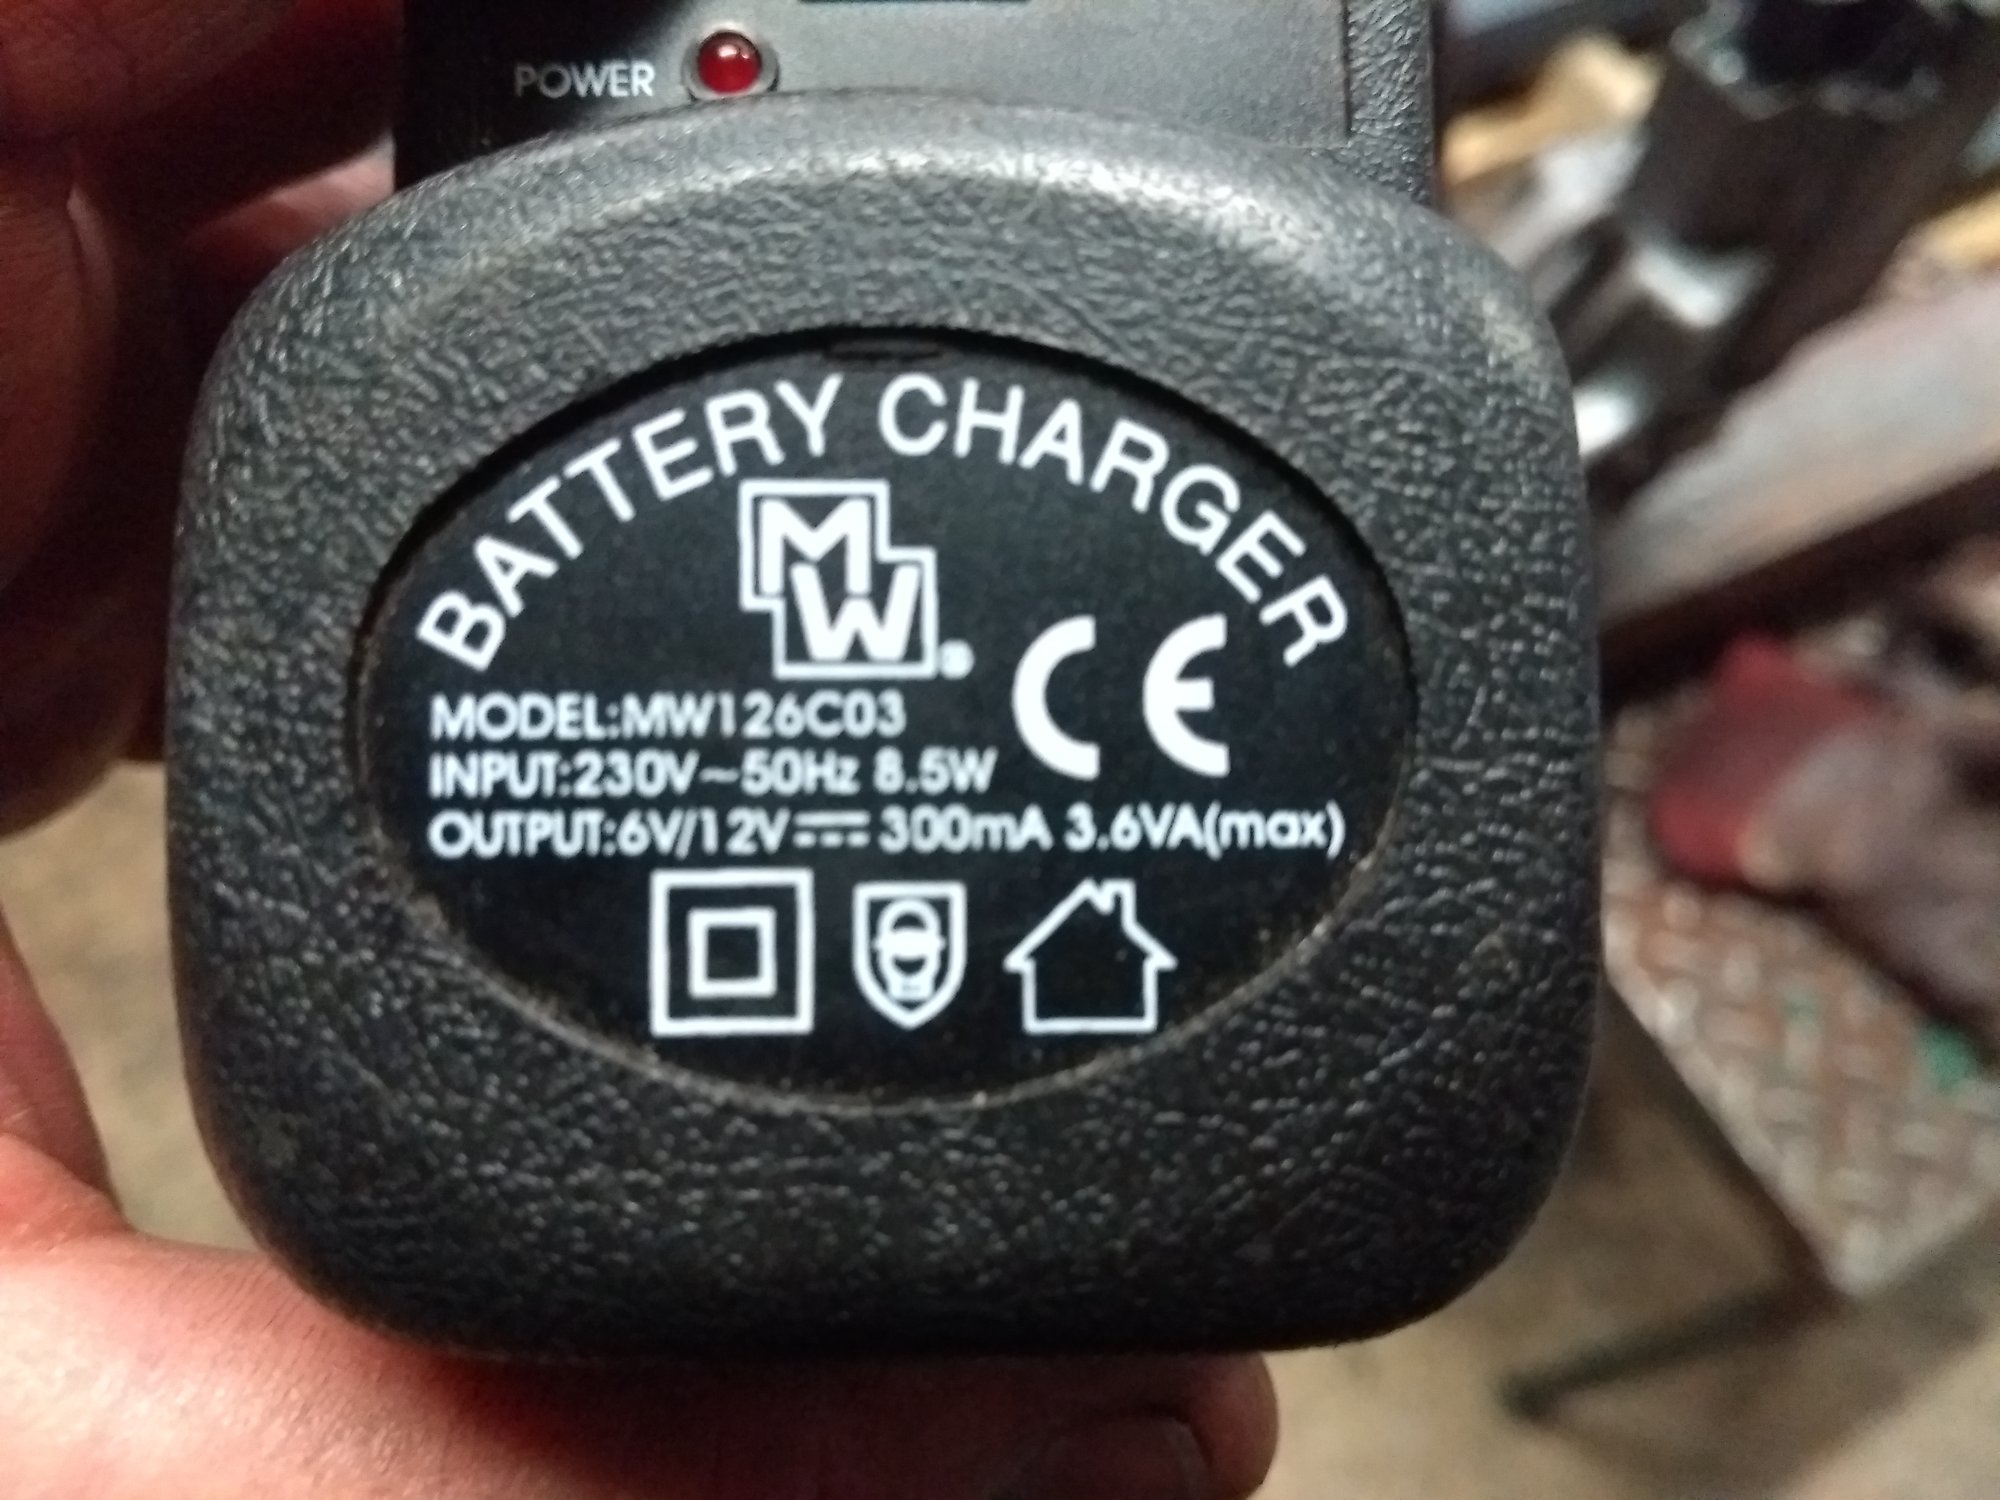 POWER
BATTERY CHARGER
MW®
MODEL:MW126C03
INPUT:230V~50Hz 8.5W
OUTPUT:6V/12V⎓300mA 3.6VA(max)
CE